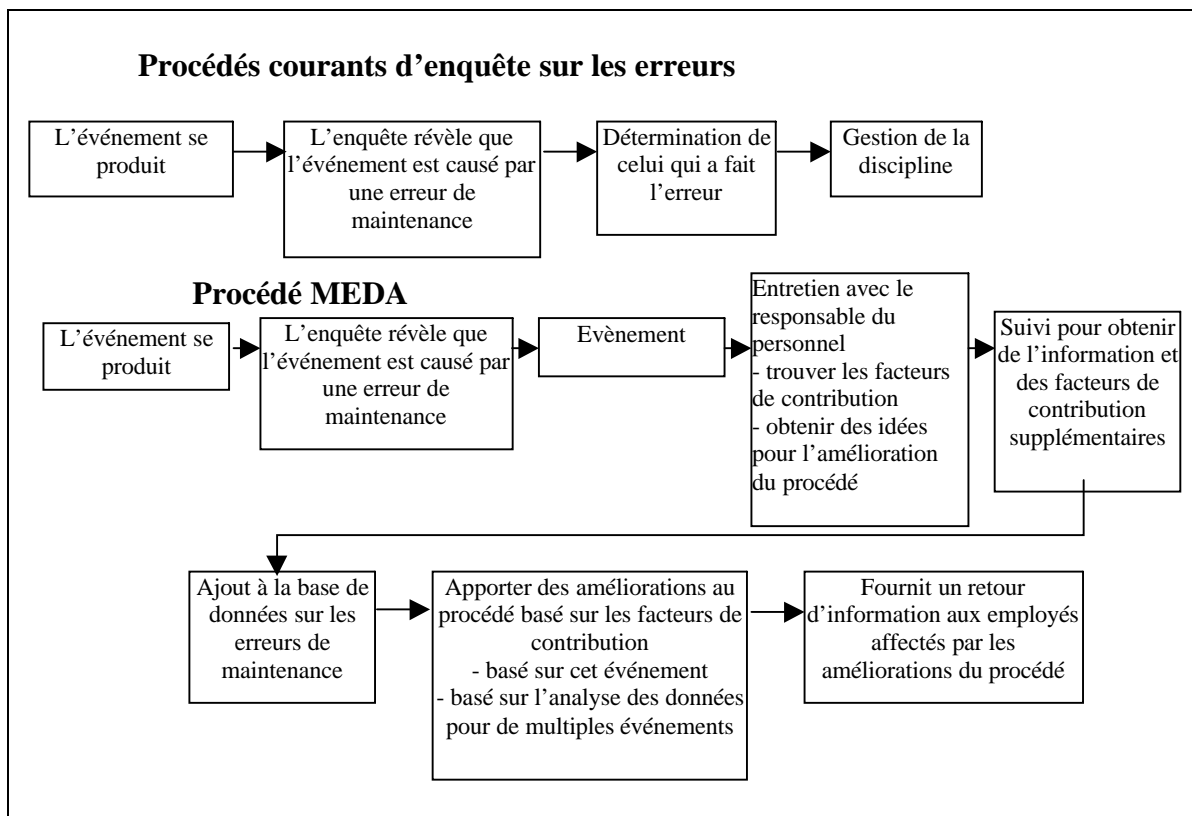 Procédés courants d'enquête sur les erreurs
L'événement se
produit
L'enquête révèle que
l'événement est causé par
une erreur de
maintenance
Détermination de
celui qui a fait
l'erreur
Gestion de la
discipline
Procédé MEDA
L'événement se
produit
L'enquête révèle que
l'événement est causé par
une erreur de
maintenance
Evènement
Entretien avec le
responsable du
personnel
- trouver les facteurs
de contribution
- obtenir des idées
pour l'amélioration
du procédé
Suivi pour obtenir
de l'information et
des facteurs de
contribution
supplémentaires
Ajout à la base de
données sur les
erreurs de
maintenance
Apporter des améliorations au
procédé basé sur les facteurs de
contribution
- basé sur cet événement
- basé sur l'analyse des données
pour de multiples événements
Fournit un retour
d'information aux employés
affectés par les
améliorations du procédé